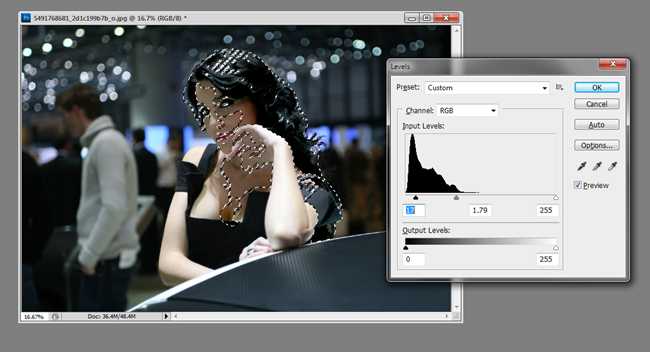 Ps 5491768681_2d1c199b7b_o.jpg @ 16.7% (RGB/8) *
16.67%
Doc: 36.4M/48.4M
Levels
Preset: Custom
OK
Channel: RGB
Cancel
Input Levels:
Auto
Options...
Preview
17 1.79 255
Output Levels:
0 255